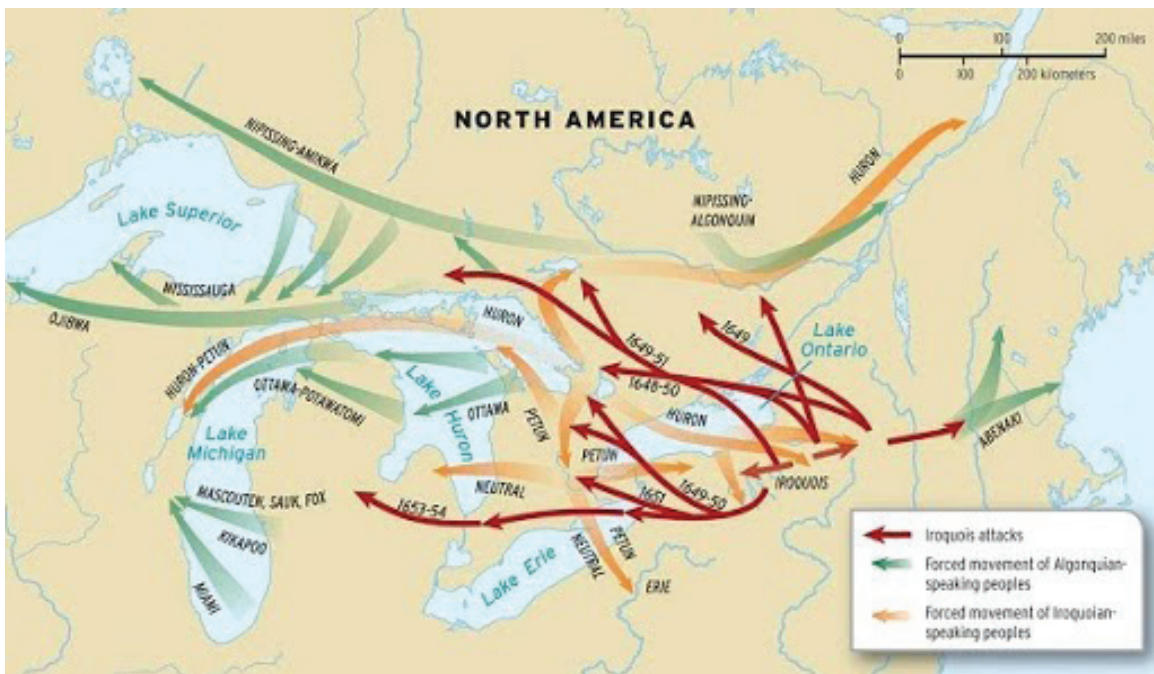 0 100 200 miles
0 100 200 kilometers
NORTH AMERICA
NIPISSING-AMIKWA
HURON
NIPISSING-
ALGONQUIN
Lake Superior
MISSISSAUGA
OJIBWA
HURON
Lake
Ontario
1649
1649-51
1648-50
HURON-PETUN
OTTAWA-POTAWATOMI
Lake
Huron
OTTAWA
PETUN
HURON
ABENAKI
Lake
Michigan
PETUN
IROQUOIS
NEUTRAL
MASCOUTEN, SAUK, FOX
1653-54
1651
1649-50
KIKAPOO
PETUN
NEUTRAL
MIAMI
Lake Erie
ERIE
Iroquois attacks
Forced movement of Algonquian-
speaking peoples
Forced movement of Iroquoian-
speaking peoples